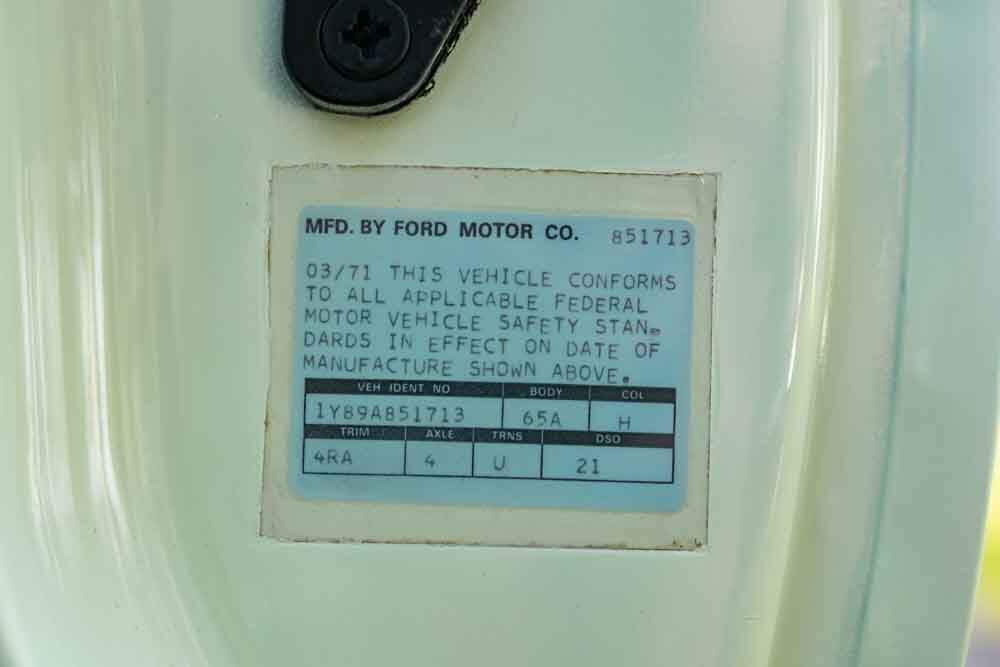 MFD. BY FORD MOTOR CO. 851713
03/71 THIS VEHICLE CONFORMS
TO ALL APPLICABLE FEDERAL
MOTOR VEHICLE SAFETY STAN-
DARDS IN EFFECT ON DATE OF
MANUFACTURE SHOWN ABOVE.
VEH IDENT NO BODY COL
1Y89A851713 65A H
TRIM AXLE TRNS DSO
4RA 4 U 21